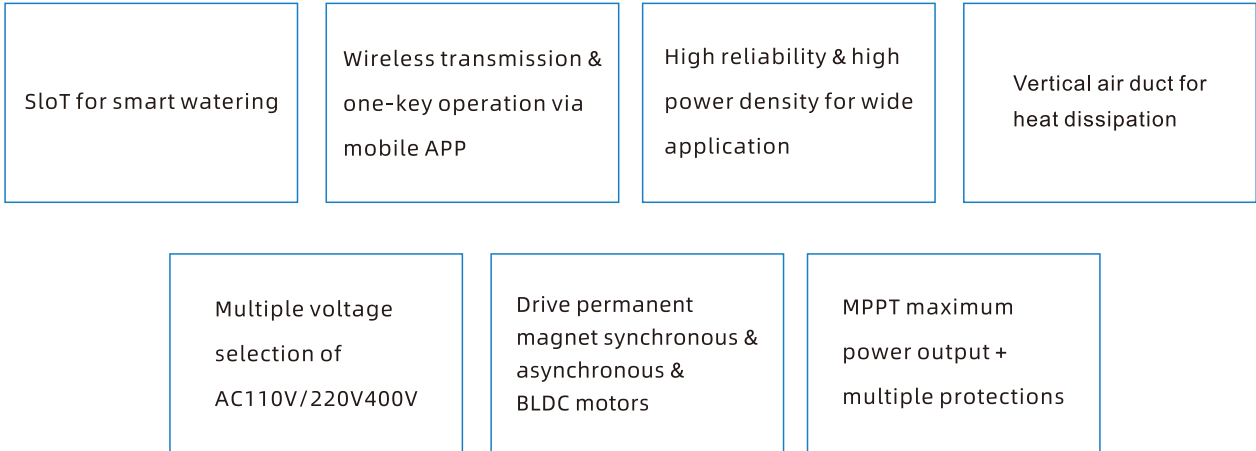 SloT for smart watering
Wireless transmission &
one-key operation via
mobile APP
High reliability & high
power density for wide
application
Vertical air duct for
heat dissipation
Multiple voltage
selection of
AC110V/220V400V
Drive permanent
magnet synchronous &
asynchronous &
BLDC motors
MPPT maximum
power output +
multiple protections